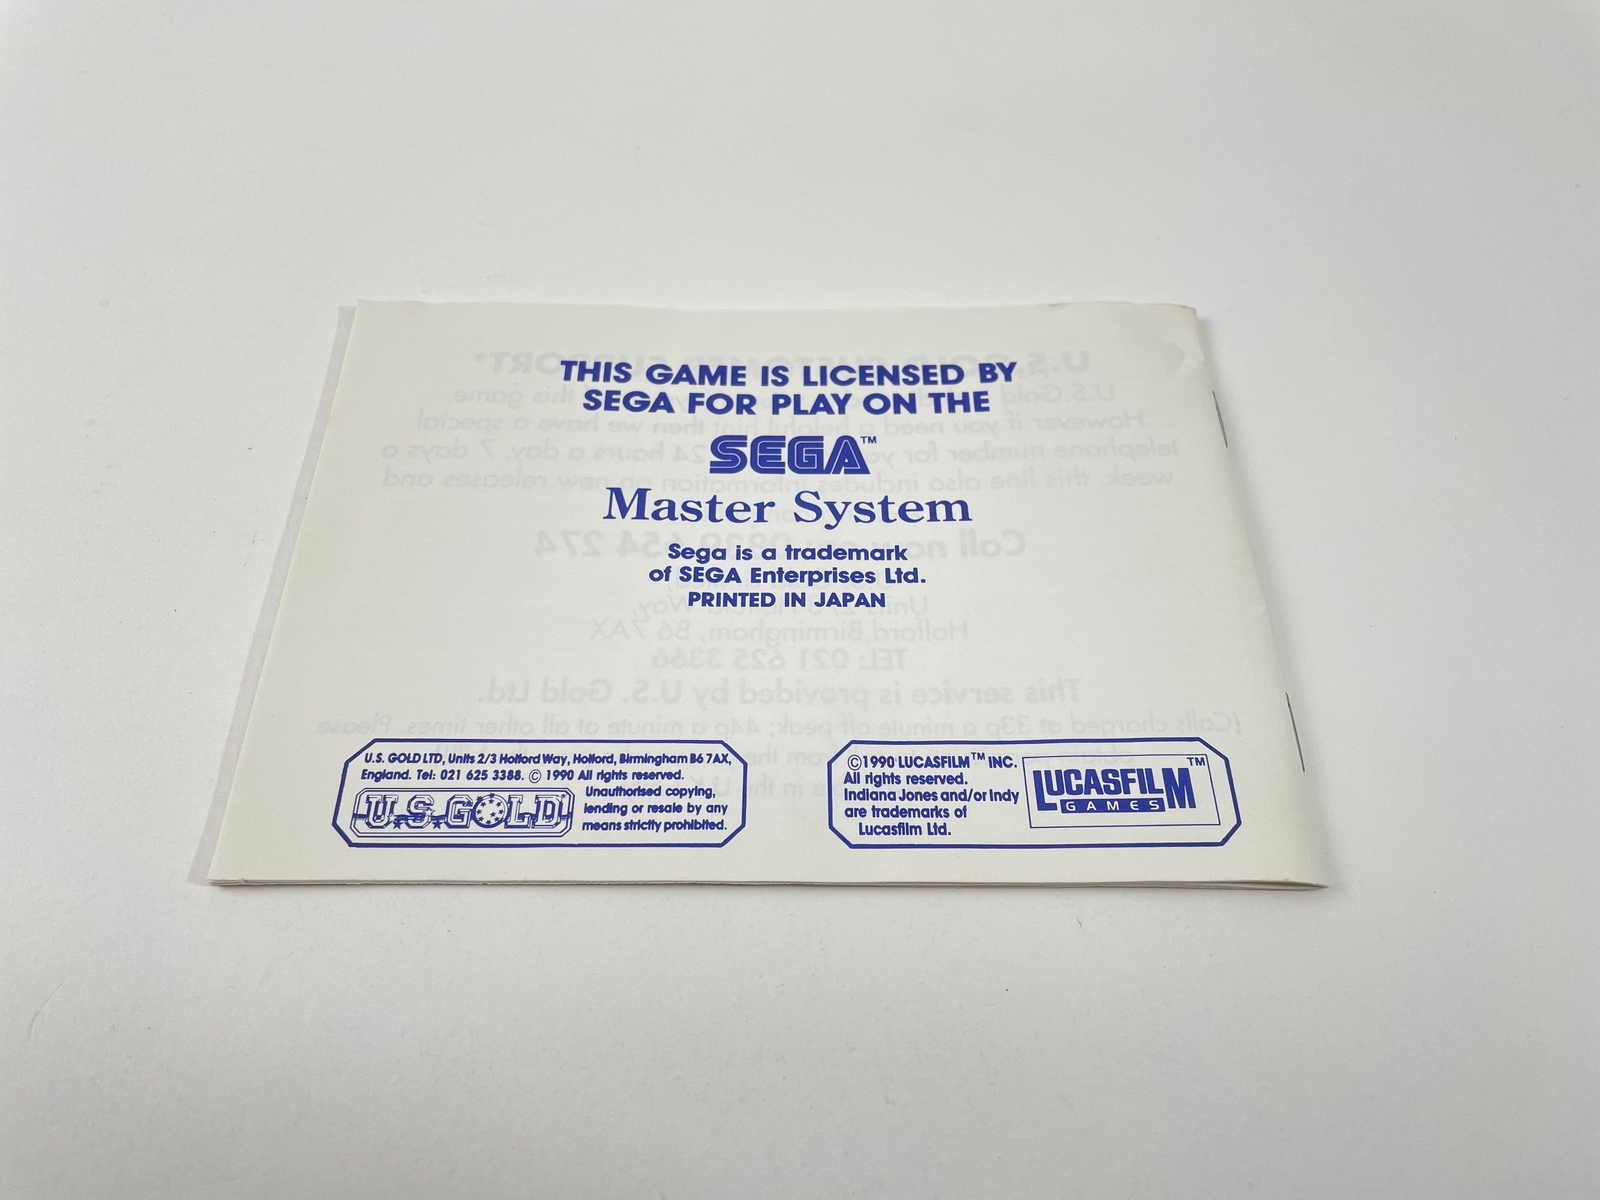 THIS GAME IS LICENSED BY
SEGA FOR PLAY ON THE
SEGA™
Master System
Sega is a trademark
of SEGA Enterprises Ltd.
PRINTED IN JAPAN
U.S. GOLD LTD, Units 2/3 Holford Way, Holford, Birmingham B6 7AX,
England. Tel: 021 625 3388. © 1990 All rights reserved.
Unauthorised copying,
lending or resale by any
means strictly prohibited.
U.S. GOLD
©1990 LUCASFILM™ INC.
All rights reserved.
Indiana Jones and/or Indy
are trademarks of
Lucasfilm Ltd.
LUCASFILM™
GAMES